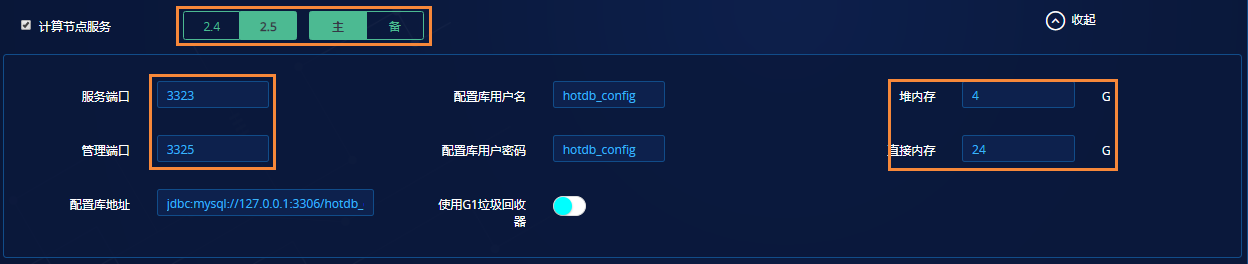 计算节点服务 2.4 2.5 主 备 收起
服务端口 3323 配置库用户名 hotdb_config 堆内存 4 G
管理端口 3325 配置库用户密码 hotdb_config 直接内存 24 G
配置库地址 jdbc:mysql://127.0.0.1:3306/hotdb_ 使用G1垃圾回收
器